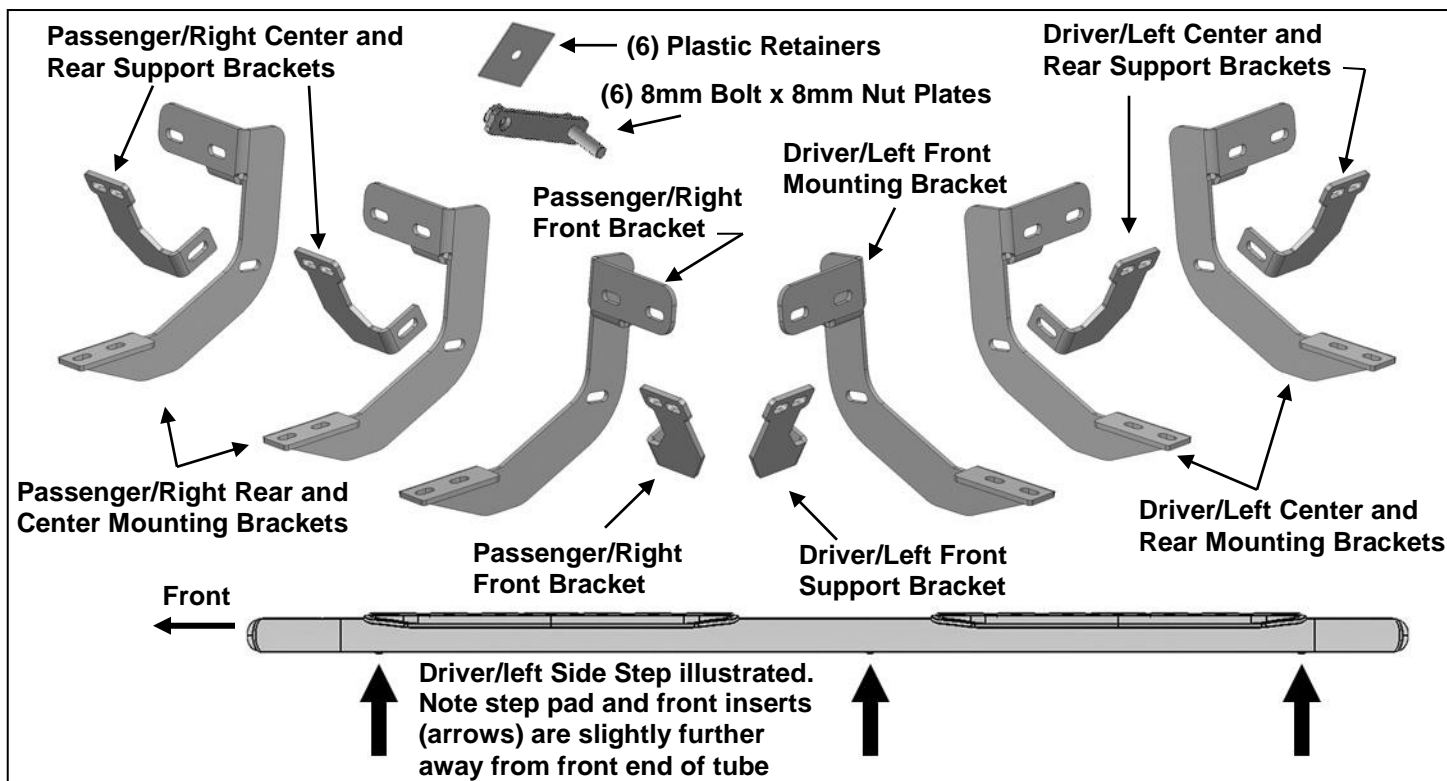 Passenger/Right Center and
Rear Support Brackets
(6) Plastic Retainers
(6) 8mm Bolt x 8mm Nut Plates
Driver/Left Center and
Rear Support Brackets
Driver/Left Front
Mounting Bracket
Passenger/Right
Front Bracket
Passenger/Right Rear and
Center Mounting Brackets
Passenger/Right
Front Bracket
Driver/Left Front
Support Bracket
Driver/Left Center and
Rear Mounting Brackets
Front
Driver/left Side Step illustrated.
Note step pad and front inserts
(arrows) are slightly further
away from front end of tube